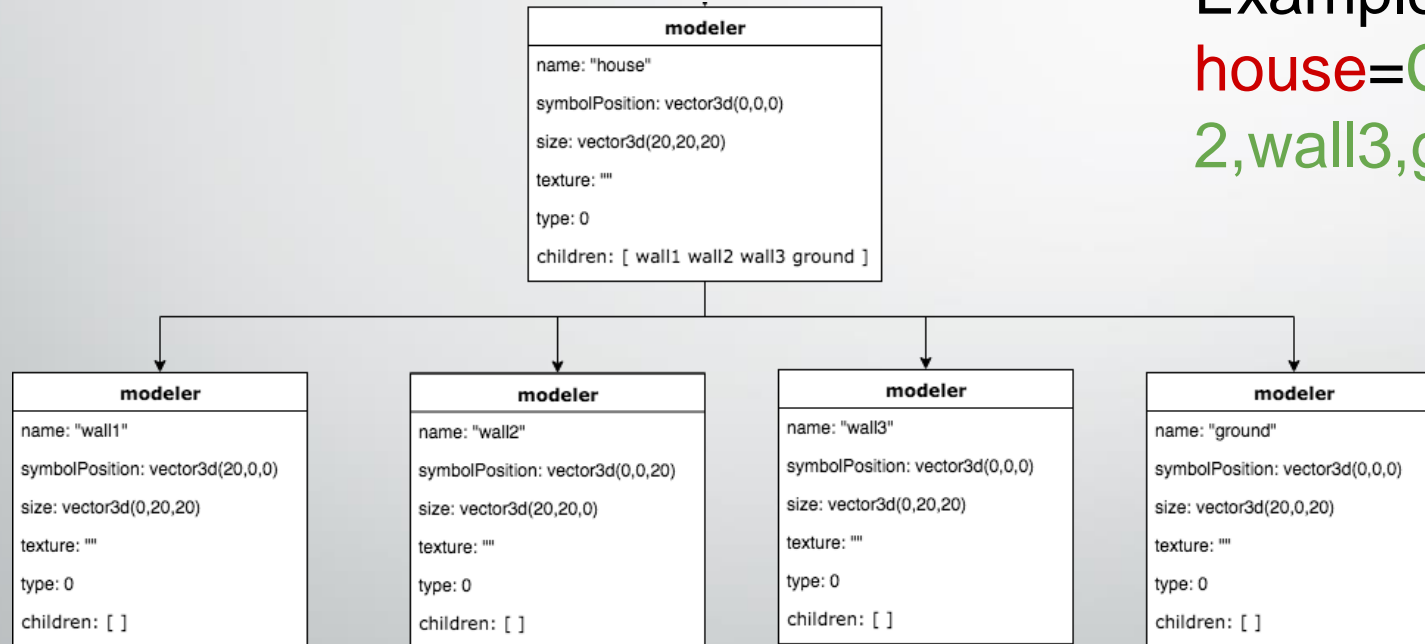 modeler
name: "house"
symbolPosition: vector3d(0,0,0)
size: vector3d(20,20,20)
texture: ""
type: 0
children: [ wall1 wall2 wall3 ground ]
house=
2,wall3,
modeler
name: "wall1"
symbolPosition: vector3d(20,0,0)
size: vector3d(0,20,20)
texture: ""
type: 0
children: [ ]
modeler
name: "wall2"
symbolPosition: vector3d(0,0,20)
size: vector3d(20,20,0)
texture: ""
type: 0
children: [ ]
modeler
name: "wall3"
symbolPosition: vector3d(0,0,0)
size: vector3d(0,20,20)
texture: ""
type: 0
children: [ ]
modeler
name: "ground"
symbolPosition: vector3d(0,0,0)
size: vector3d(20,0,20)
texture: ""
type: 0
children: [ ]